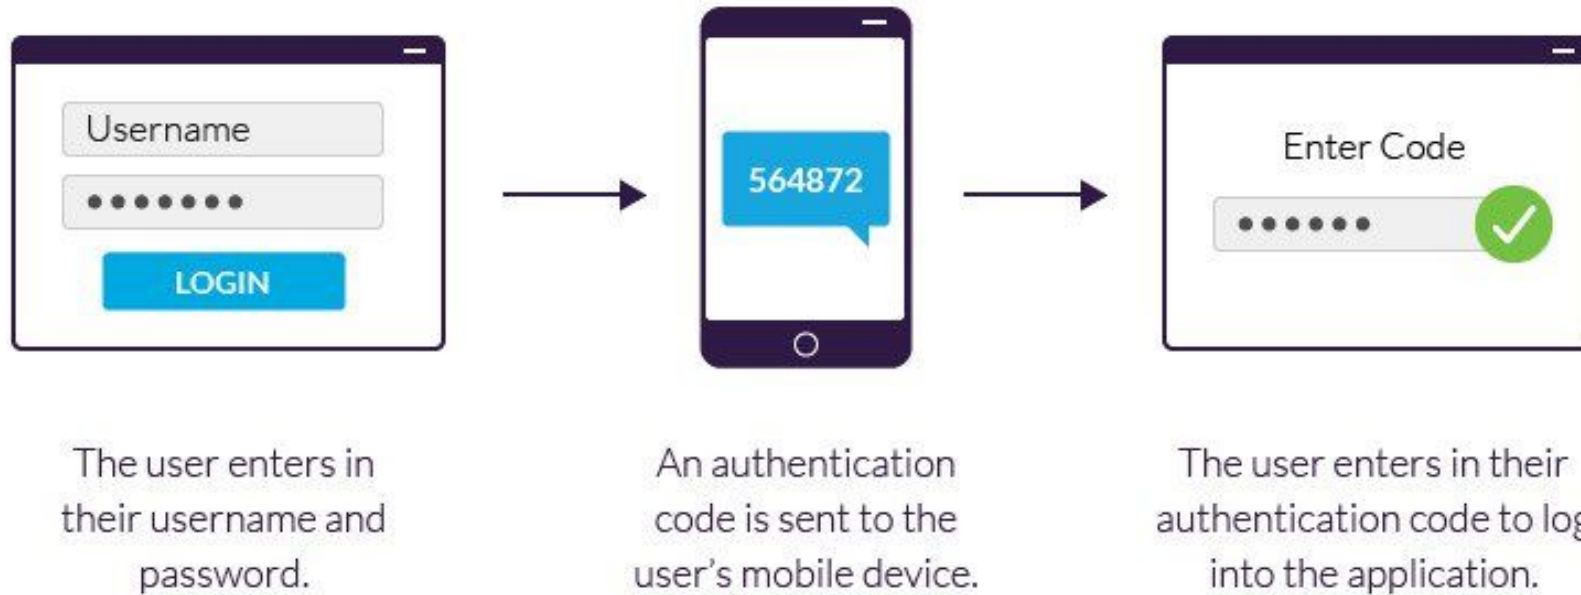 Username
LOGIN
The user enters in
their username and
password.
564872
An authentication
code is sent to the
user's mobile device.
Enter Code
The user enters in their
authentication code to log
into the application.